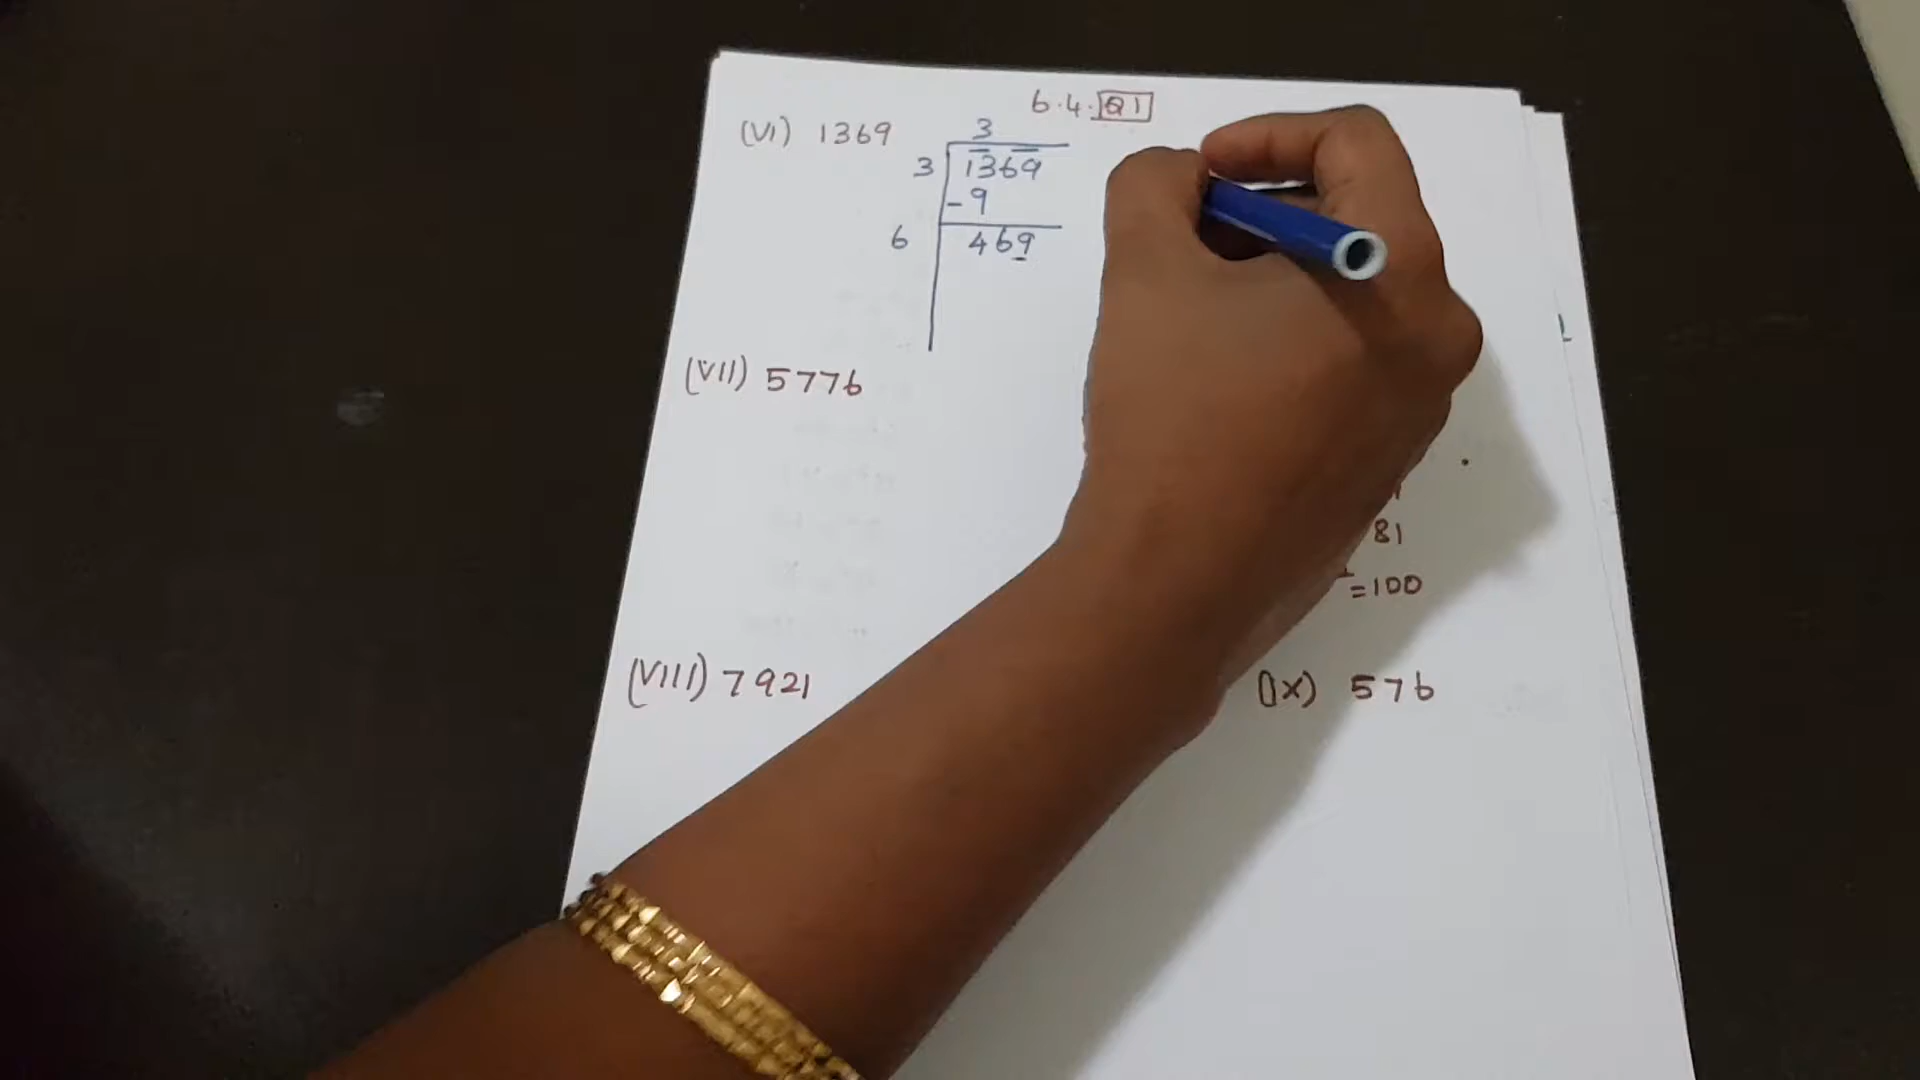 6.4.Q1
(VI) 1369
3
3 1369
-9
6 469
(VII) 5776
81
=100
(VIII) 7921
(IX) 576